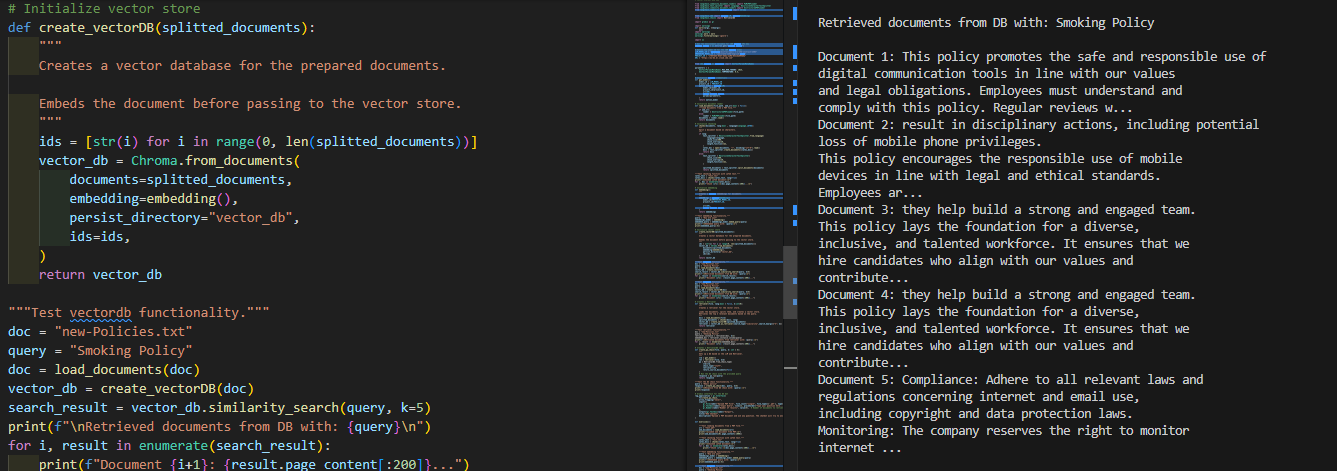 # Initialize vector store
def create_vectorDB(splitted_documents):
    """
    Creates a vector database for the prepared documents.

    Embeds the document before passing to the vector store.
    """
    ids = [str(i) for i in range(0, len(splitted_documents))]
    vector_db = Chroma.from_documents(
        documents=splitted_documents,
        embedding=embedding(),
        persist_directory="vector_db",
        ids=ids,
    )
    return vector_db

"""Test vectordb functionality."""
doc = "new-Policies.txt"
query = "Smoking Policy"
doc = load_documents(doc)
vector_db = create_vectorDB(doc)
search_result = vector_db.similarity_search(query, k=5)
print(f"\nRetrieved documents from DB with: {query}\n")
for i, result in enumerate(search_result):
    print(f"Document {i+1}: {result.page_content[:200]}...")

Retrieved documents from DB with: Smoking Policy

Document 1: This policy promotes the safe and responsible use of
digital communication tools in line with our values
and legal obligations. Employees must understand and
comply with this policy. Regular reviews w...
Document 2: result in disciplinary actions, including potential
loss of mobile phone privileges.
This policy encourages the responsible use of mobile
devices in line with legal and ethical standards.
Employees ar...
Document 3: they help build a strong and engaged team.
This policy lays the foundation for a diverse,
inclusive, and talented workforce. It ensures that we
hire candidates who align with our values and
contribute...
Document 4: they help build a strong and engaged team.
This policy lays the foundation for a diverse,
inclusive, and talented workforce. It ensures that we
hire candidates who align with our values and
contribute...
Document 5: Compliance: Adhere to all relevant laws and
regulations concerning internet and email use,
including copyright and data protection laws.
Monitoring: The company reserves the right to monitor
internet ...